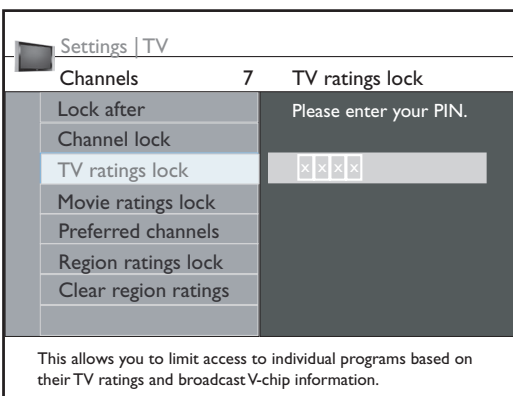 Settings | TV
Channels 7 TV ratings lock
Lock after Please enter your PIN.
Channel lock
TV ratings lock x x x x
Movie ratings lock
Preferred channels
Region ratings lock
Clear region ratings
This allows you to limit access to individual programs based on
their TV ratings and broadcast V-chip information.